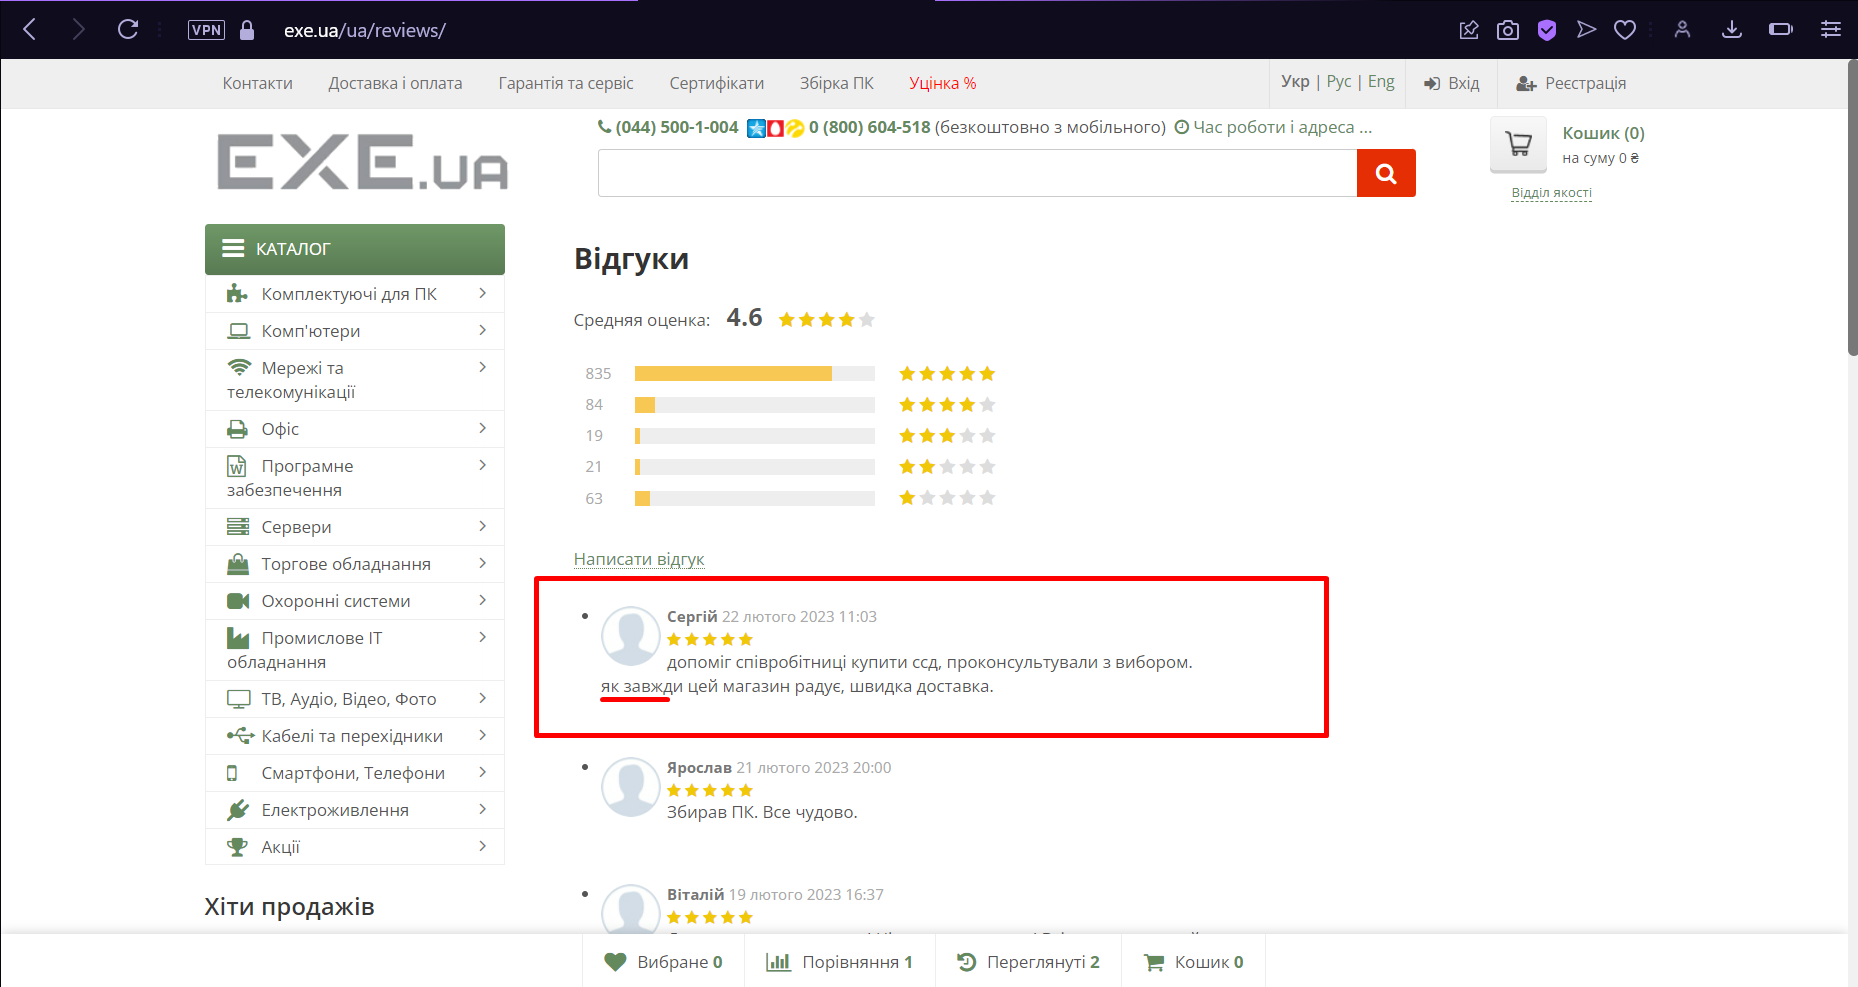 VPN exe.ua/ua/reviews/
Контакти Доставка і оплата Гарантія та сервіс Сертифікати Збірка ПК Уцінка % Укр | Рус | Eng Вхід Реєстрація
(044) 500-1-004 0 (800) 604-518 (безкоштовно з мобільного) Час роботи і адреса ...
EXE.UA
Кошик (0)
на суму 0 ₴
Відділ якості
КАТАЛОГ
Комплектуючі для ПК
Комп'ютери
Мережі та
телекомунікації
Офіс
Програмне
забезпечення
Сервери
Торгове обладнання
Охоронні системи
Промислове IT
обладнання
ТВ, Аудіо, Відео, Фото
Кабелі та перехідники
Смартфони, Телефони
Електроживлення
Акції
Хіти продажів
Відгуки
Средняя оценка: 4.6
835
84
19
21
63
Написати відгук
Сергій 22 лютого 2023 11:03
допоміг співробітниці купити ссд, проконсультували з вибором.
як завжди цей магазин радує, швидка доставка.
Ярослав 21 лютого 2023 20:00
Збирав ПК. Все чудово.
Віталій 19 лютого 2023 16:37
Вибране 0 Порівняння 1 Переглянуті 2 Кошик 0